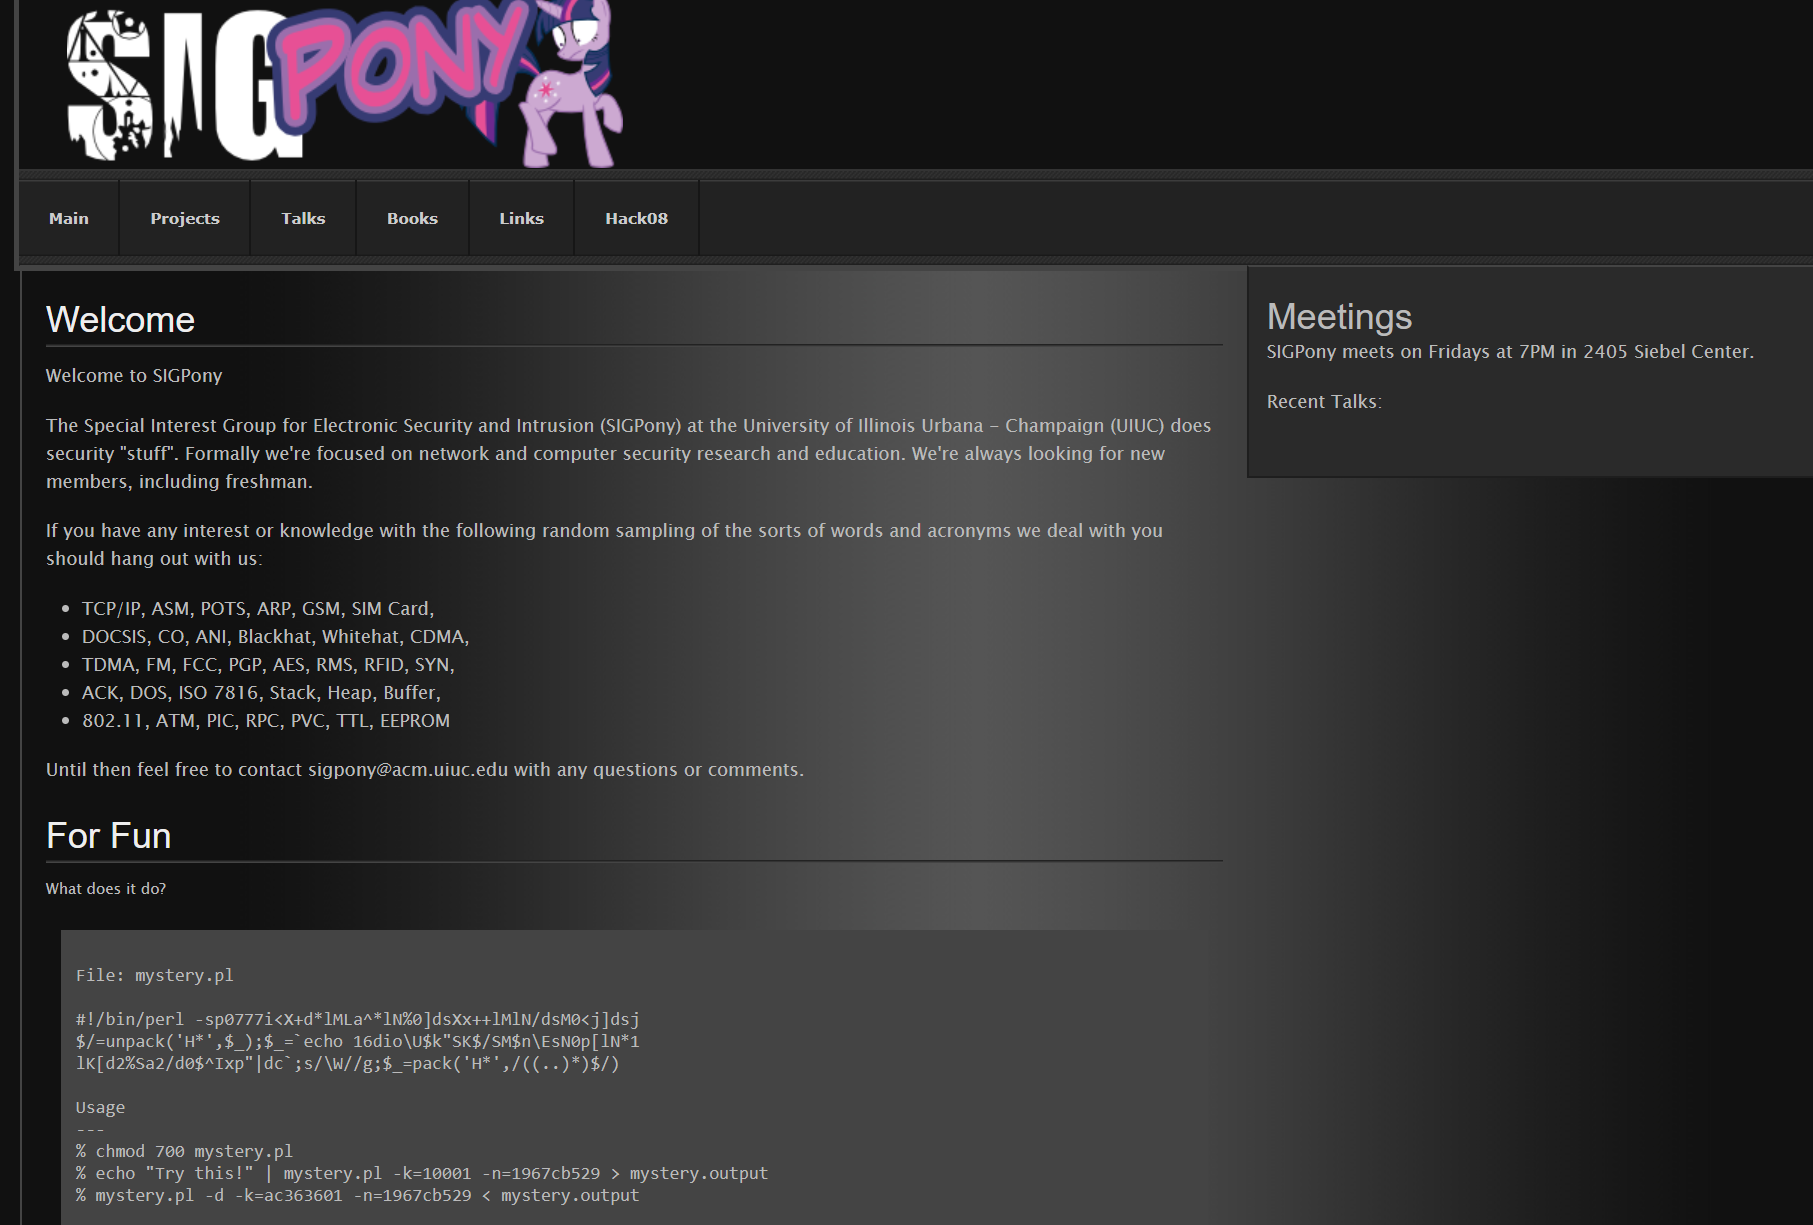 SIGPONY
Main Projects Talks Books Links Hack08
Welcome
Welcome to SIGPony
The Special Interest Group for Electronic Security and Intrusion (SIGPony) at the University of Illinois Urbana - Champaign (UIUC) does
security "stuff". Formally we're focused on network and computer security research and education. We're always looking for new
members, including freshman.
If you have any interest or knowledge with the following random sampling of the sorts of words and acronyms we deal with you
should hang out with us:
• TCP/IP, ASM, POTS, ARP, GSM, SIM Card,
• DOCSIS, CO, ANI, Blackhat, Whitehat, CDMA,
• TDMA, FM, FCC, PGP, AES, RMS, RFID, SYN,
• ACK, DOS, ISO 7816, Stack, Heap, Buffer,
• 802.11, ATM, PIC, RPC, PVC, TTL, EEPROM
Until then feel free to contact sigpony@acm.uiuc.edu with any questions or comments.
For Fun
What does it do?
File: mystery.pl
#!/bin/perl -sp0777i<X+d*lMLa^*lN%0]dsXx++lMlN/dsM0<j]dsj
$/=unpack('H*',$_);$_=`echo 16dio\U$k"SK$/SM$n\EsN0p[lN*1
lK[d2%Sa2/d0$^Ixp"|dc`;s/\W//g;$_=pack('H*',/((..)*)$/)
Usage
---
% chmod 700 mystery.pl
% echo "Try this!" | mystery.pl -k=10001 -n=1967cb529 > mystery.output
% mystery.pl -d -k=ac363601 -n=1967cb529 < mystery.output
Meetings
SIGPony meets on Fridays at 7PM in 2405 Siebel Center.
Recent Talks: